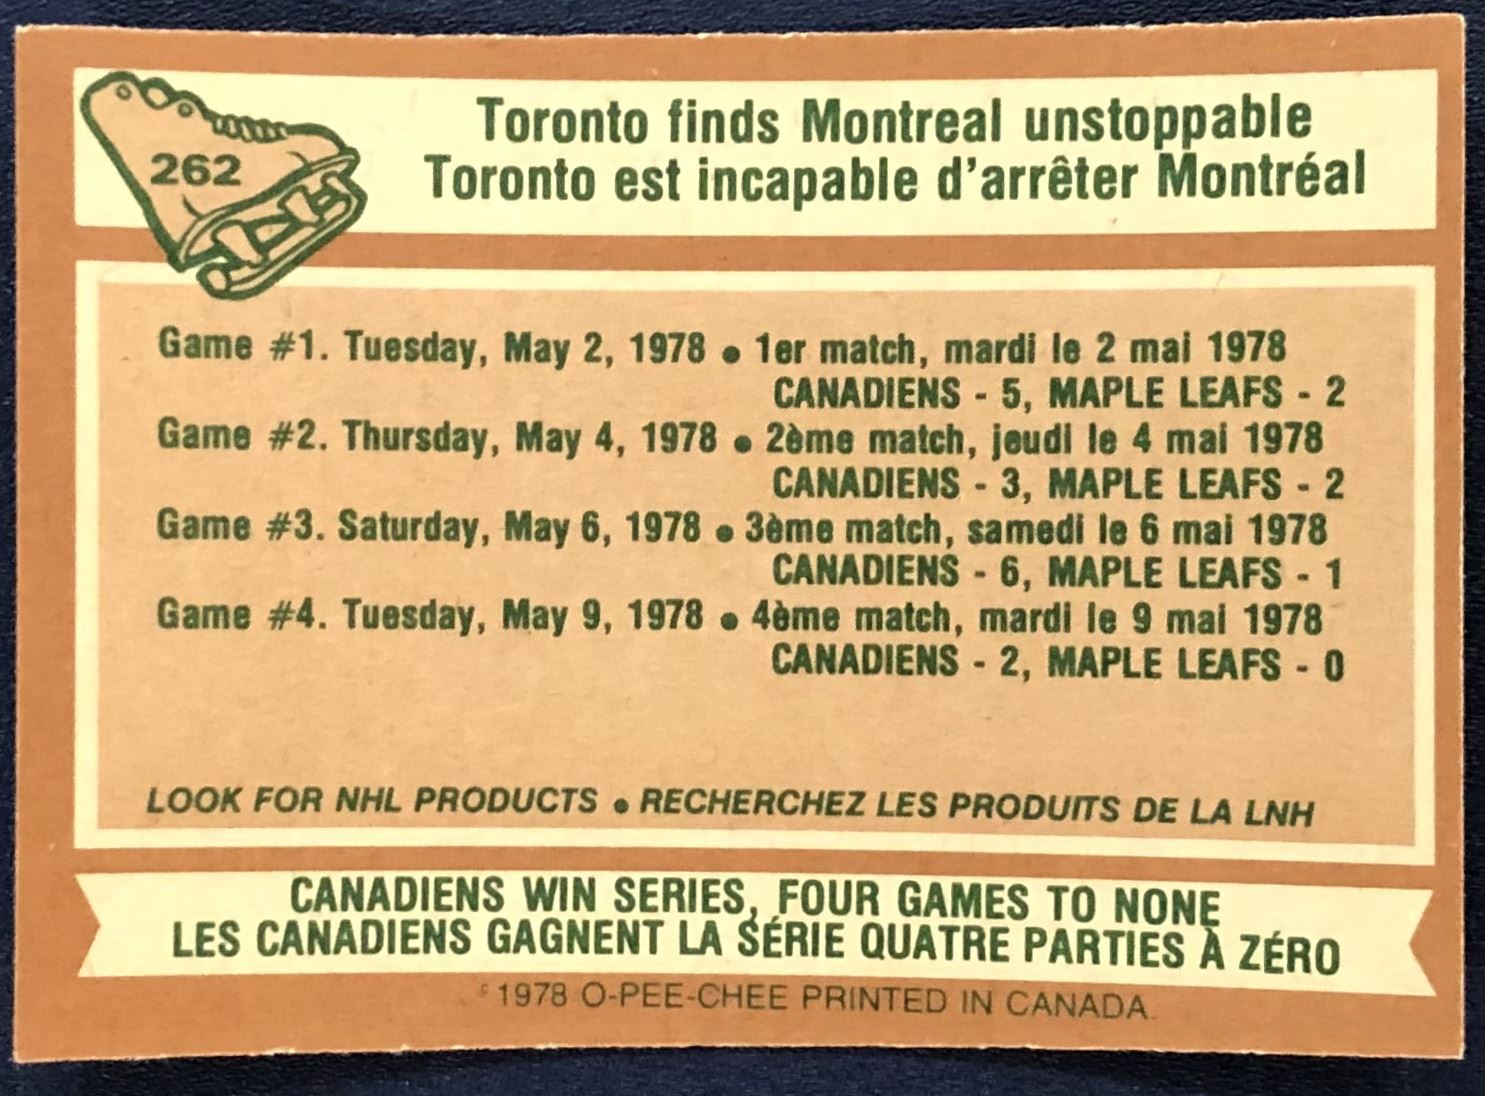 262
Toronto finds Montreal unstoppable
Toronto est incapable d'arrêter Montréal
Game #1. Tuesday, May 2, 1978 • 1er match, mardi le 2 mai 1978
CANADIENS - 5, MAPLE LEAFS - 2
Game #2. Thursday, May 4, 1978 • 2ème match, jeudi le 4 mai 1978
CANADIENS - 3, MAPLE LEAFS - 2
Game #3. Saturday, May 6, 1978 • 3ème match, samedi le 6 mai 1978
CANADIENS - 6, MAPLE LEAFS - 1
Game #4. Tuesday, May 9, 1978 • 4ème match, mardi le 9 mai 1978
CANADIENS - 2, MAPLE LEAFS - 0
LOOK FOR NHL PRODUCTS • RECHERCHEZ LES PRODUITS DE LA LNH
CANADIENS WIN SERIES, FOUR GAMES TO NONE
LES CANADIENS GAGNENT LA SÉRIE QUATRE PARTIES À ZÉRO
© 1978 O-PEE-CHEE PRINTED IN CANADA